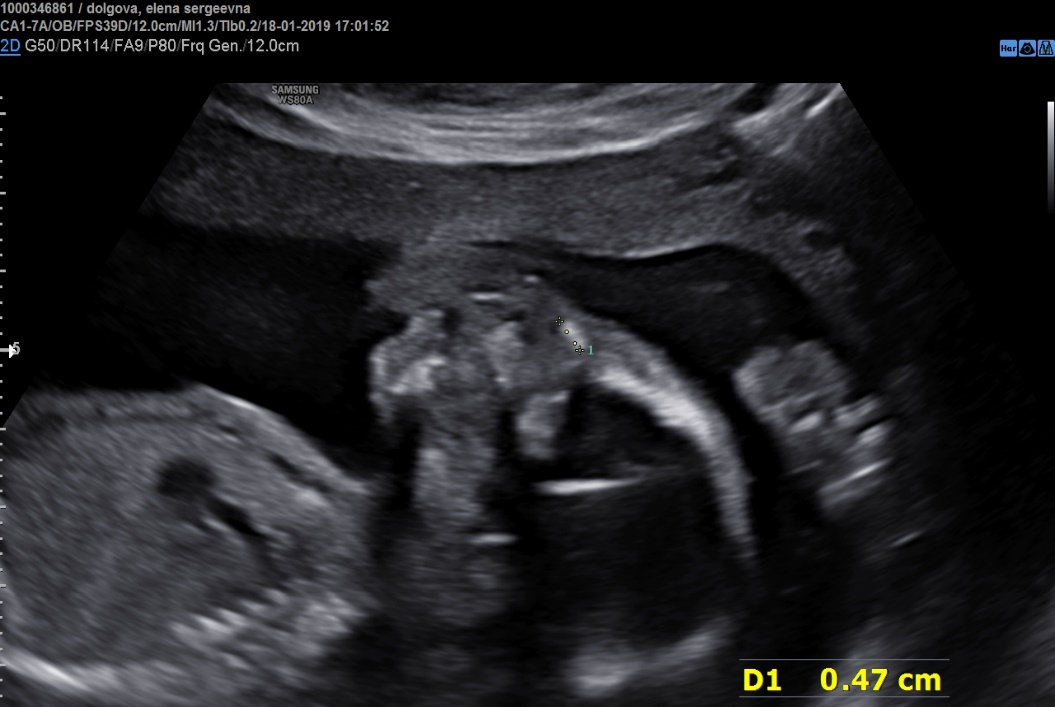 1000346861 / dolgova, elena sergeevna
CA1-7A/OB/FPS39D/12.0cm/MI1.3/TIb0.2/18-01-2019 17:01:52
2D G50/DR114/FA9/P80/Frq Gen./12.0cm
Har
SAMSUNG
WS80A
5
1
D1 0.47 cm